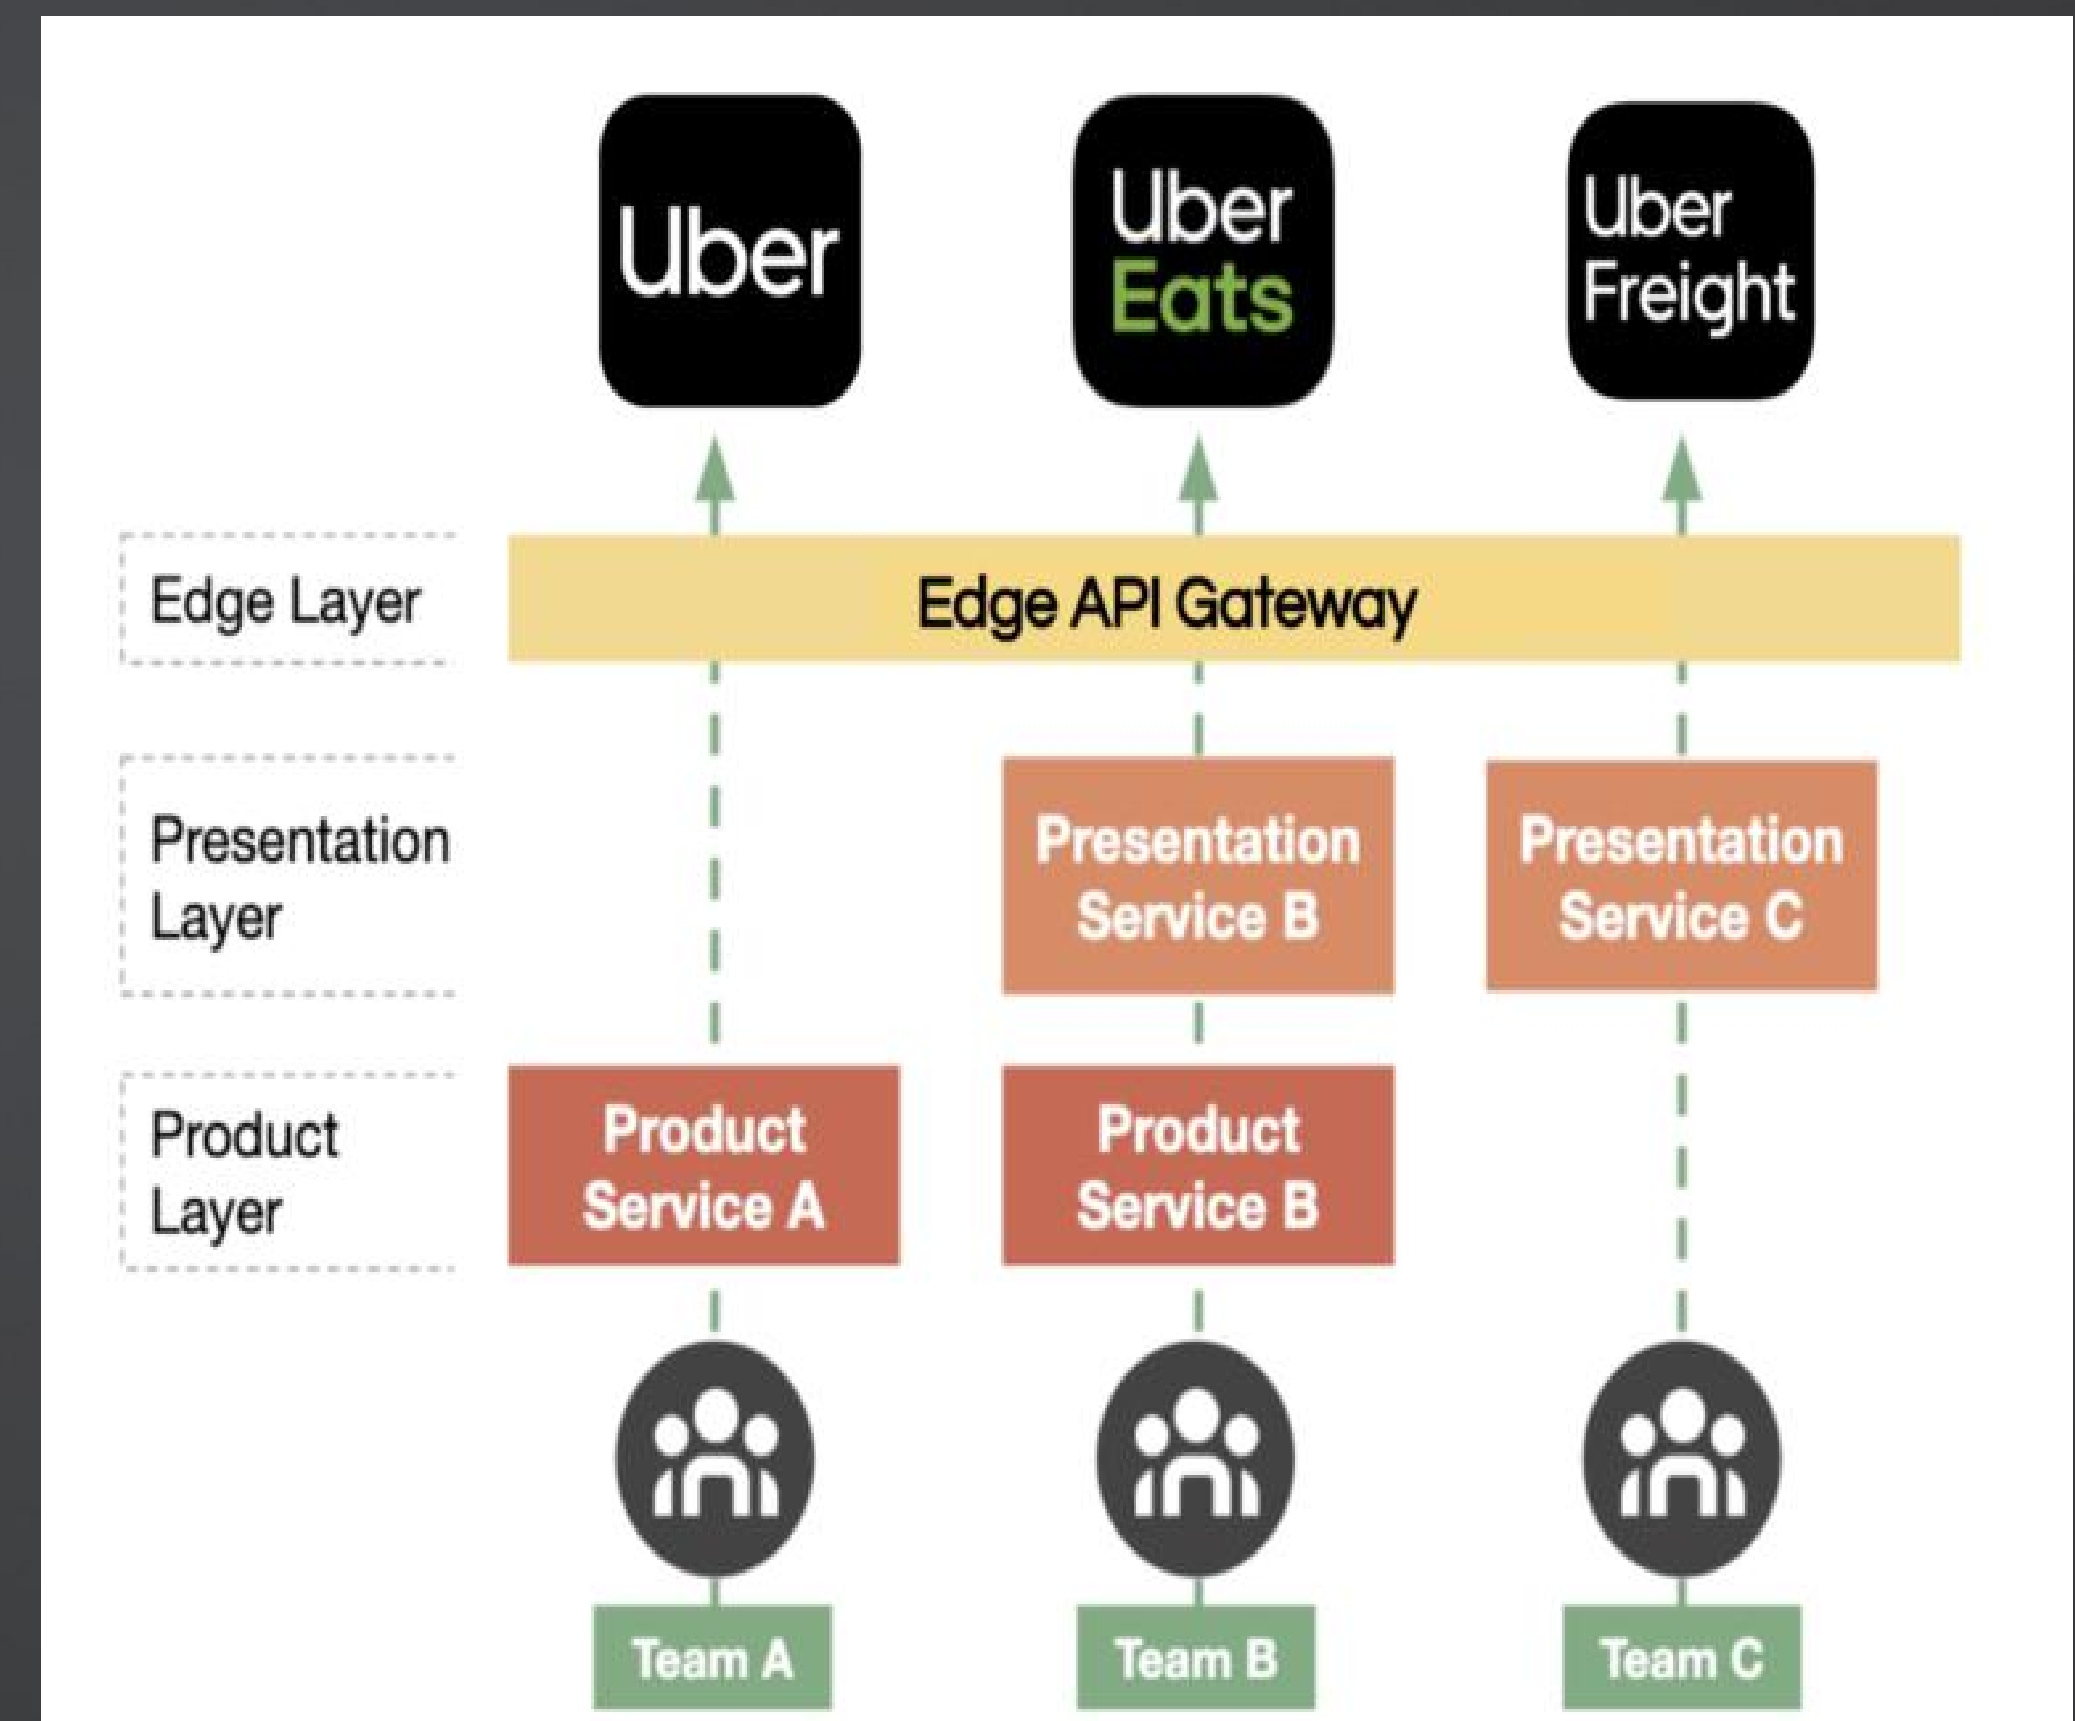 Uber
Uber
Eats
Uber
Freight
Edge Layer
Edge API Gateway
Presentation
Layer
Presentation
Service B
Presentation
Service C
Product
Layer
Product
Service A
Product
Service B
Team A
Team B
Team C